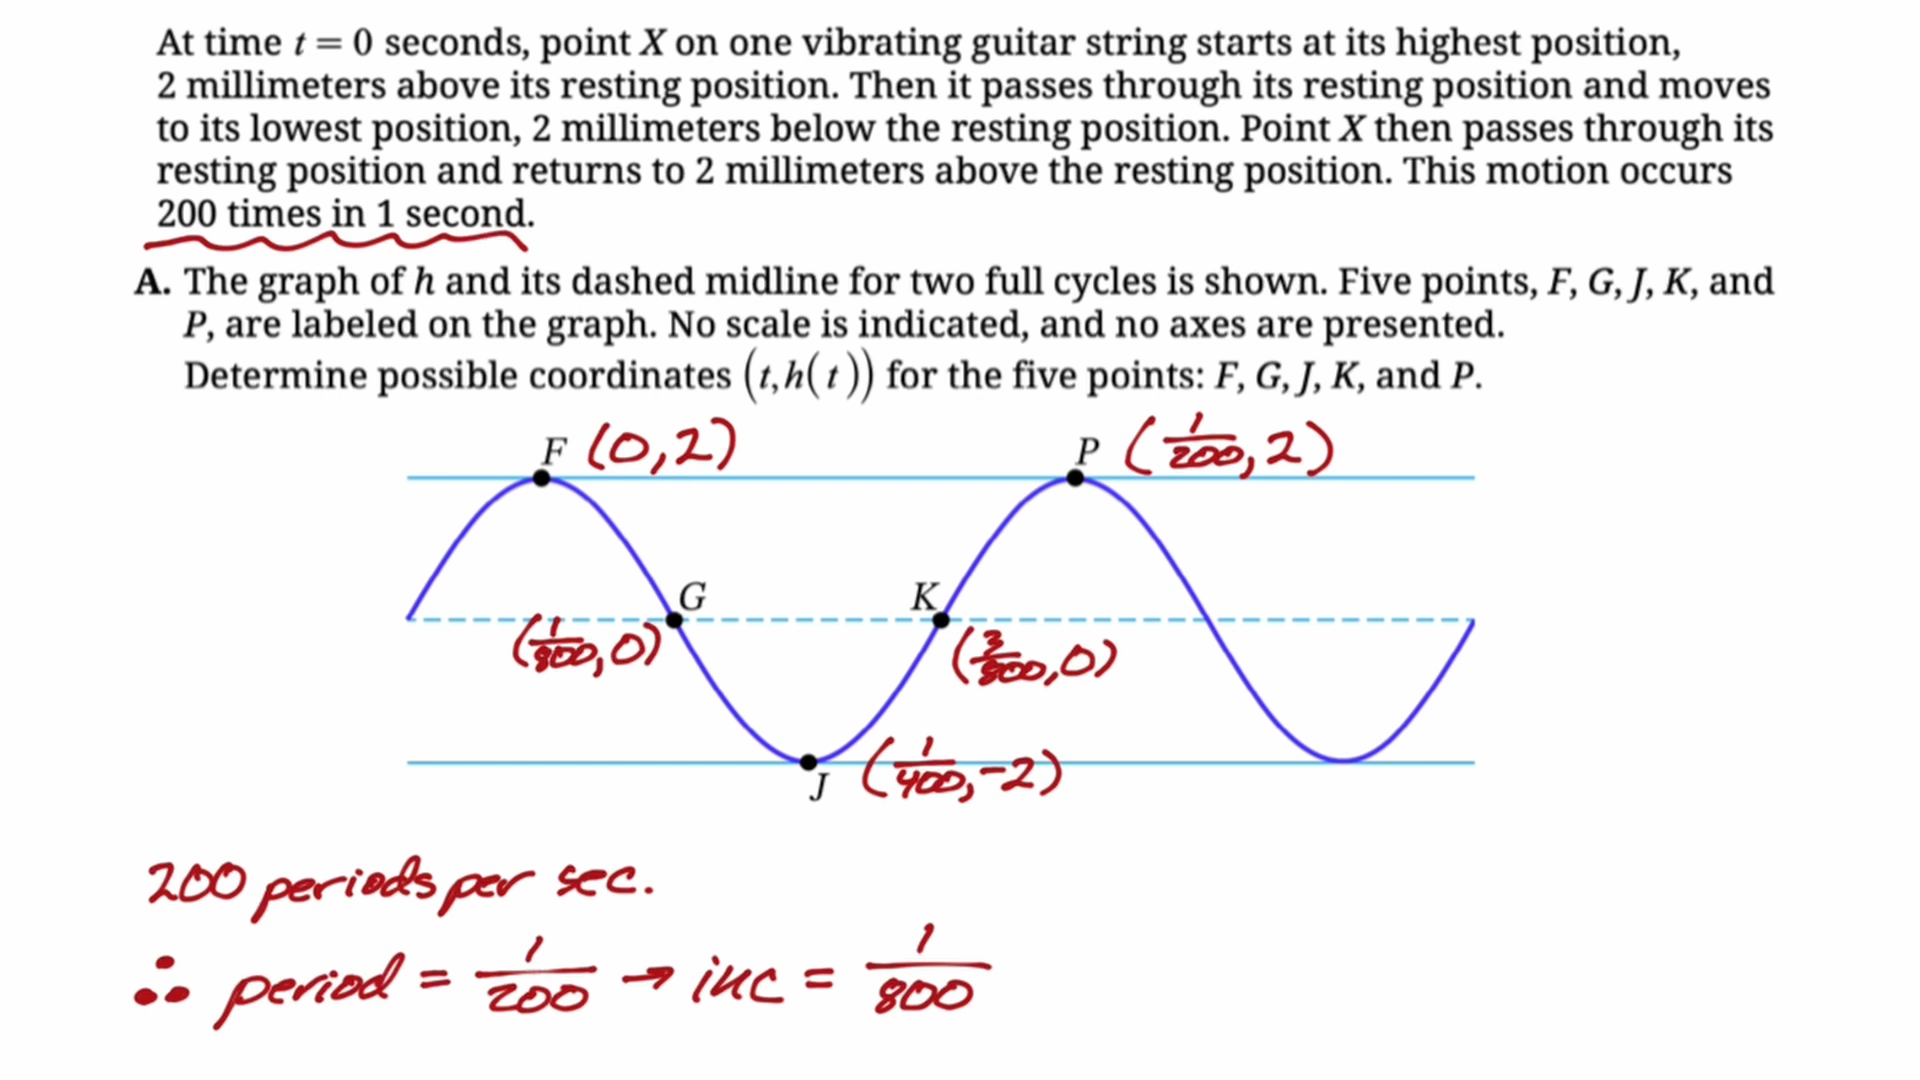 At time t = 0 seconds, point X on one vibrating guitar string starts at its highest position,
2 millimeters above its resting position. Then it passes through its resting position and moves
to its lowest position, 2 millimeters below the resting position. Point X then passes through its
resting position and returns to 2 millimeters above the resting position. This motion occurs
200 times in 1 second.
A. The graph of h and its dashed midline for two full cycles is shown. Five points, F, G, J, K, and
P, are labeled on the graph. No scale is indicated, and no axes are presented.
Determine possible coordinates (t, h(t)) for the five points: F, G, J, K, and P.
F (0,2) P (1/200, 2)
G K
(1/800, 0) (3/800, 0)
J (1/400, -2)
200 periods per sec.
∴ period = 1/200 → inc = 1/800